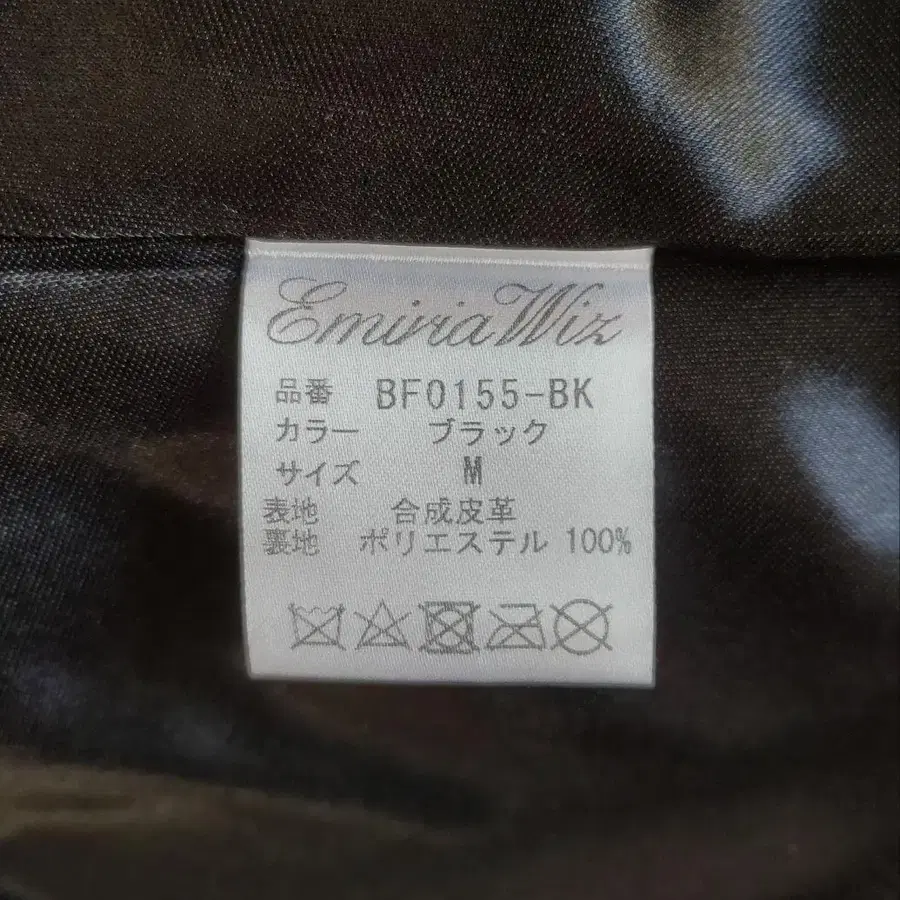 EmiriaWiz
品番 BF0155-BK
カラー ブラック
サイズ M
表地 合成皮革
裏地 ポリエステル 100%